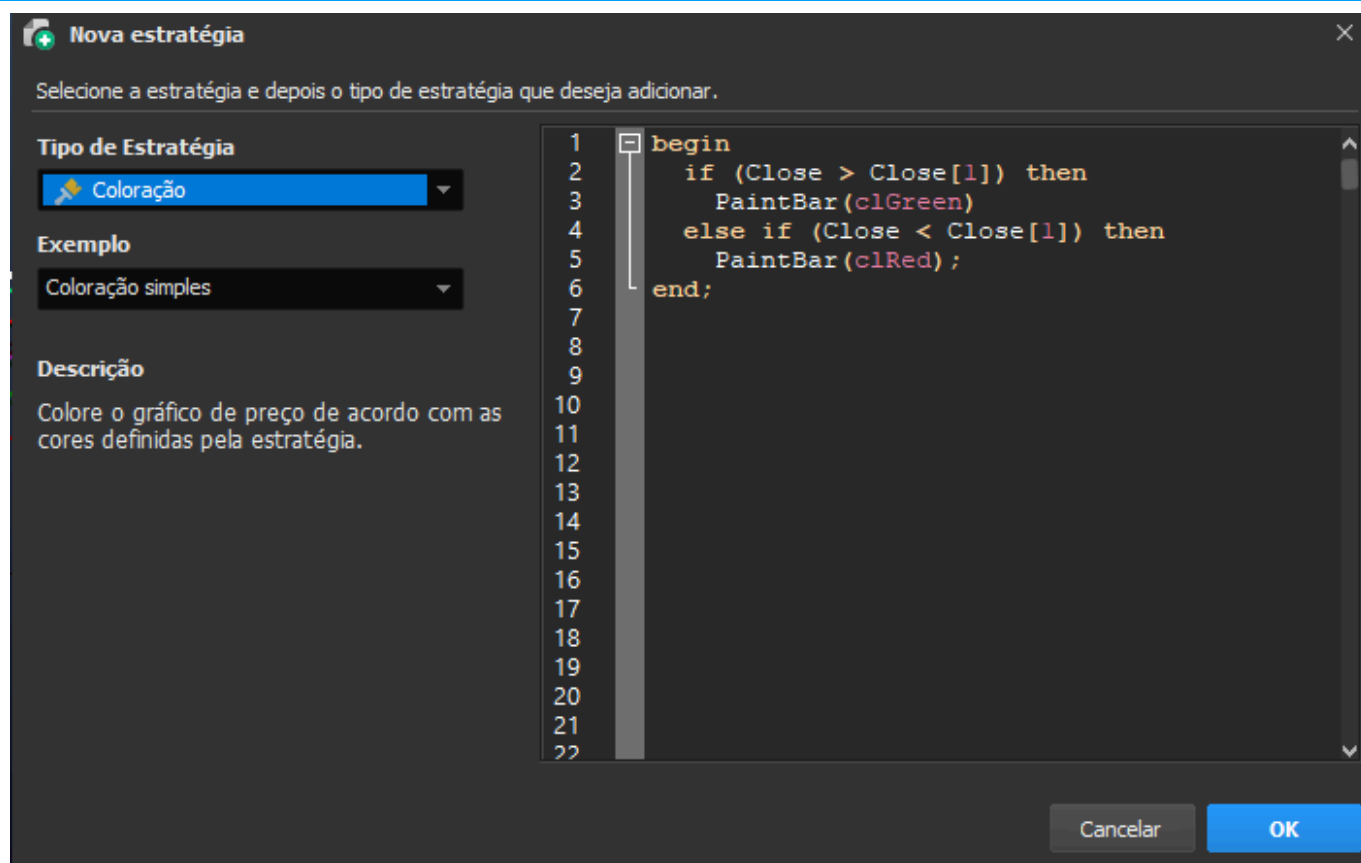 Nova estratégia
Selecione a estratégia e depois o tipo de estratégia que deseja adicionar.
Tipo de Estratégia
Coloração
Exemplo
Coloração simples
Descrição
Colore o gráfico de preço de acordo com as
cores definidas pela estratégia.
1 begin
2 if (Close > Close[1]) then
3 PaintBar(clGreen)
4 else if (Close < Close[1]) then
5 PaintBar(clRed);
6 end;
7
8
9
10
11
12
13
14
15
16
17
18
19
20
21
22
Cancelar
OK